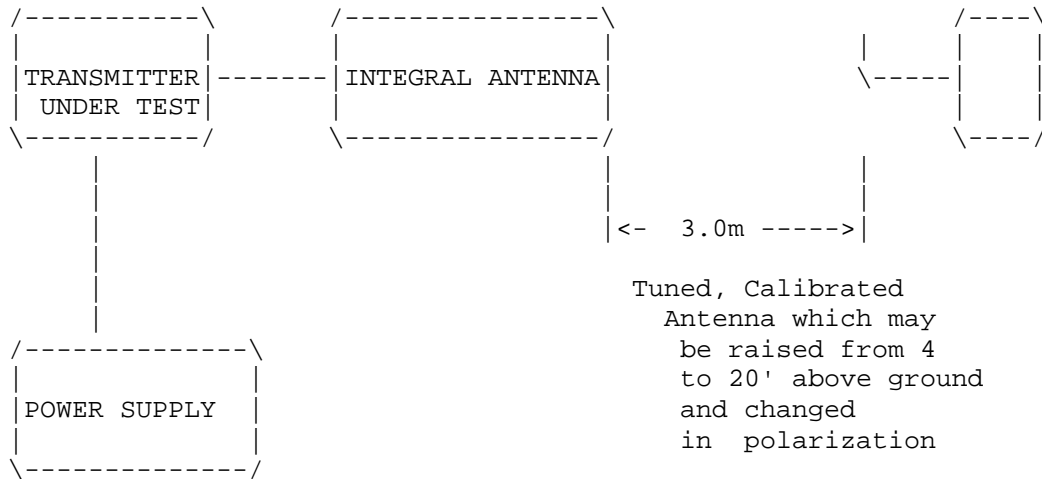 TRANSMITTER
UNDER TEST
INTEGRAL ANTENNA
<- 3.0m ----->
Tuned, Calibrated
Antenna which may
be raised from 4
to 20' above ground
and changed
in polarization
POWER SUPPLY